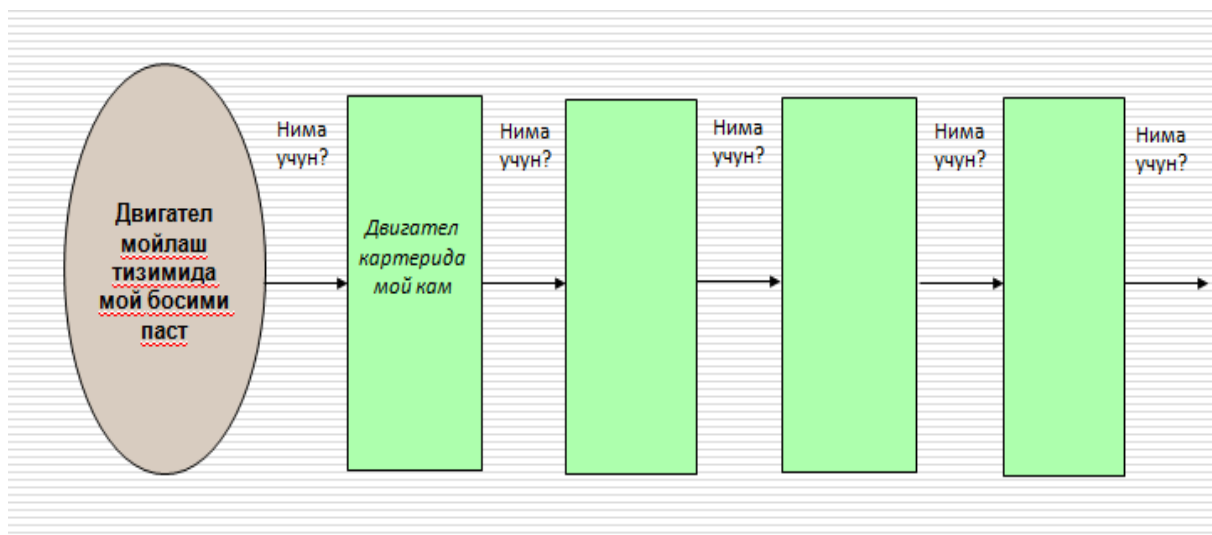 Двигател
мойлаш
тизимида
мой босими
паст
Нима
учун?
Двигател
картерида
мой кам
Нима
учун?
Нима
учун?
Нима
учун?
Нима
учун?